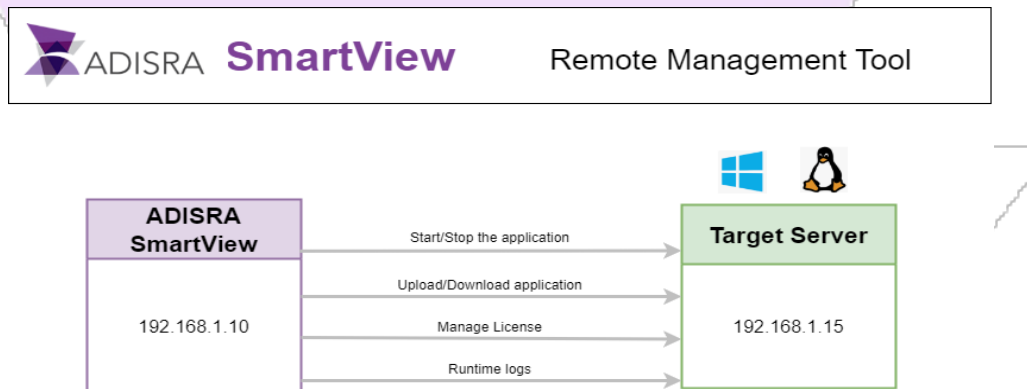 ADISRA SmartView Remote Management Tool
ADISRA
SmartView
192.168.1.10
Start/Stop the application
Upload/Download application
Manage License
Runtime logs
Target Server
192.168.1.15